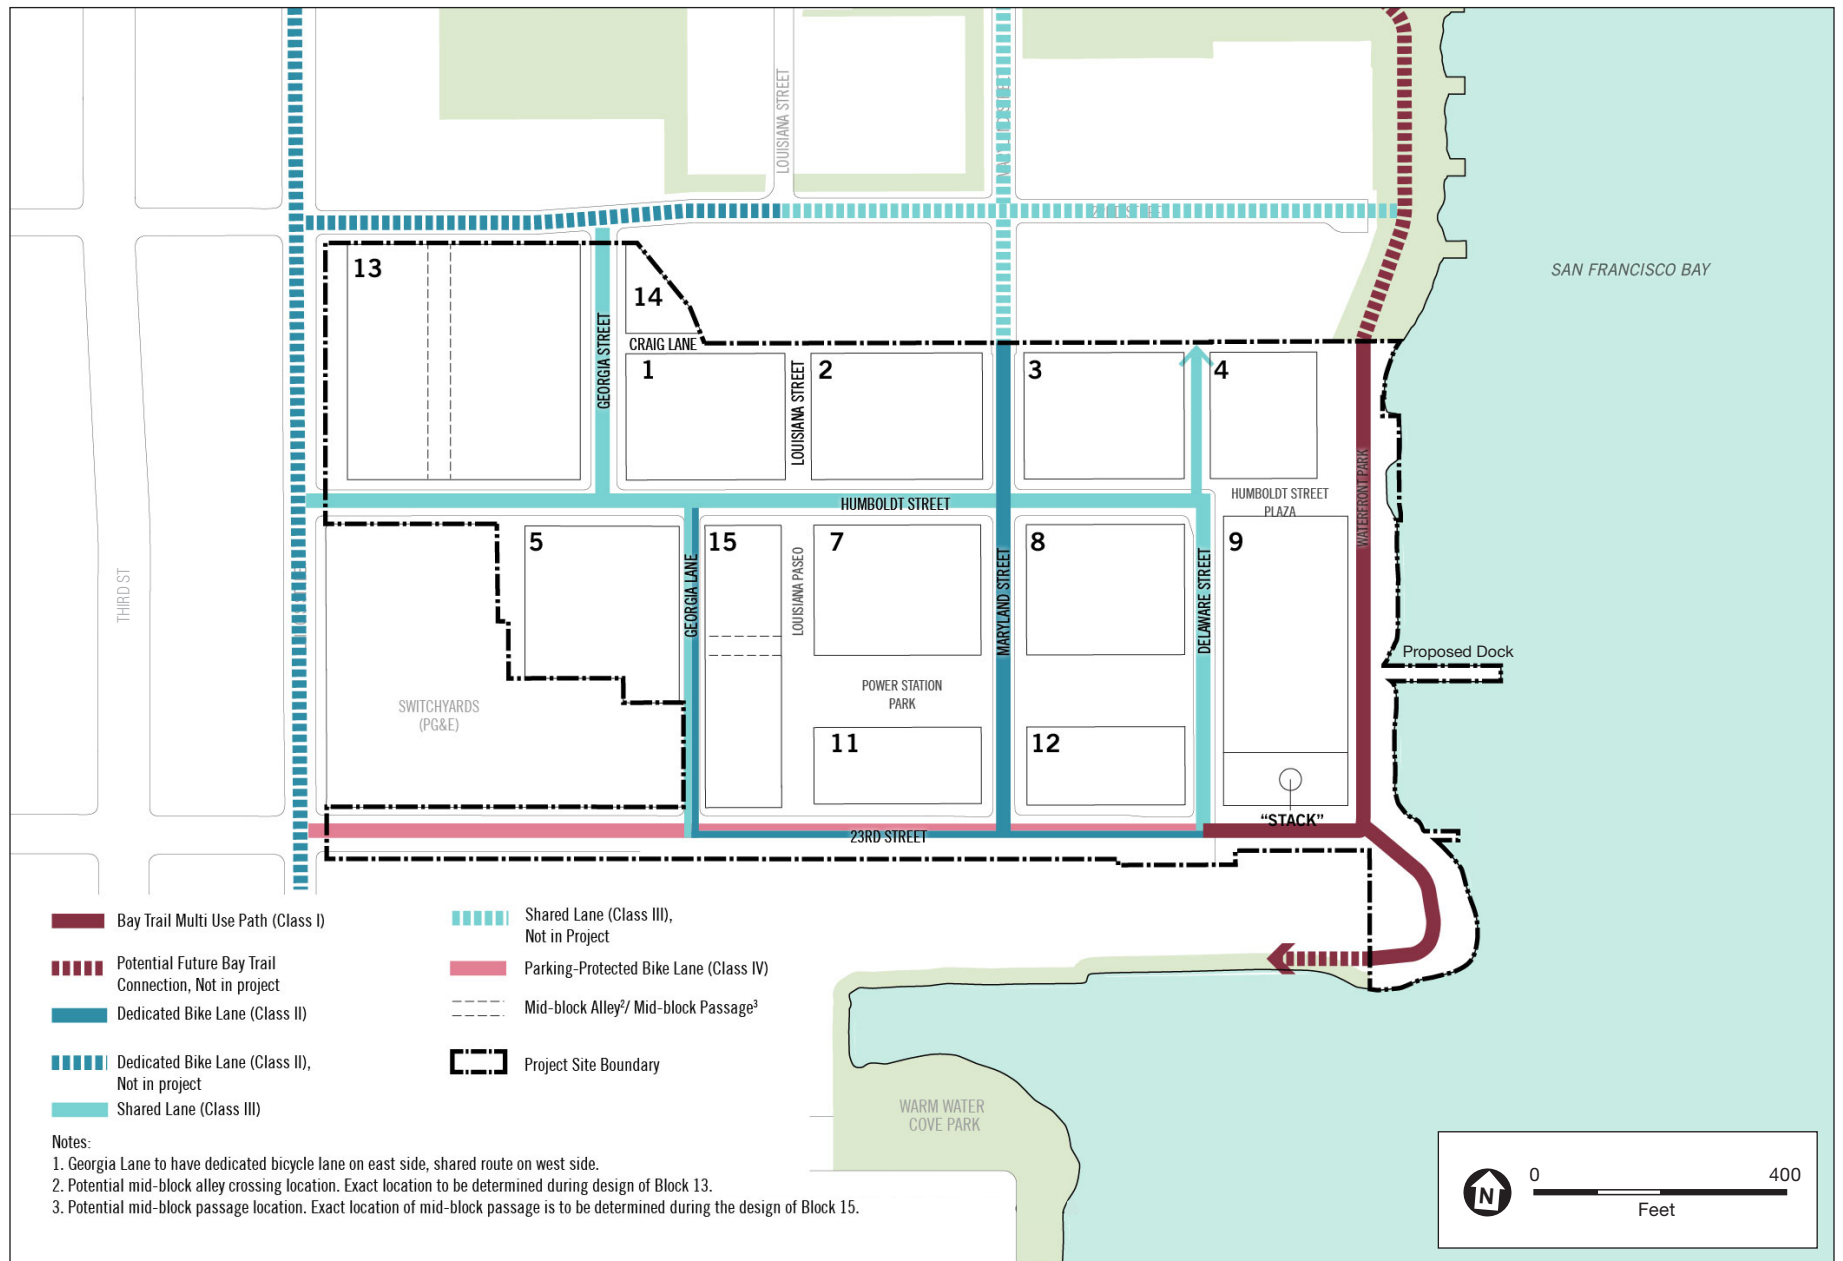 LOUISIANA STREET
SAN FRANCISCO BAY
13
14
GEORGIA STREET
CRAIG LANE
1
LOUISIANA STREET
2
3
4
WATERFRONT PARK
HUMBOLDT STREET
HUMBOLDT STREET
PLAZA
THIRD ST
5
GEORGIA LANE
15
LOUISIANA PASEO
7
MARYLAND STREET
8
DELAWARE STREET
9
Proposed Dock
SWITCHYARDS
(PG&E)
POWER STATION
PARK
11
12
"STACK"
23RD STREET
Bay Trail Multi Use Path (Class I)
Potential Future Bay Trail
Connection, Not in project
Dedicated Bike Lane (Class II)
Dedicated Bike Lane (Class II),
Not in project
Shared Lane (Class III)
Shared Lane (Class III),
Not in Project
Parking-Protected Bike Lane (Class IV)
Mid-block Alley²/ Mid-block Passage³
Project Site Boundary
WARM WATER
COVE PARK
Notes:
1. Georgia Lane to have dedicated bicycle lane on east side, shared route on west side.
2. Potential mid-block alley crossing location. Exact location to be determined during design of Block 13.
3. Potential mid-block passage location. Exact location of mid-block passage is to be determined during the design of Block 15.
N
0 400
Feet